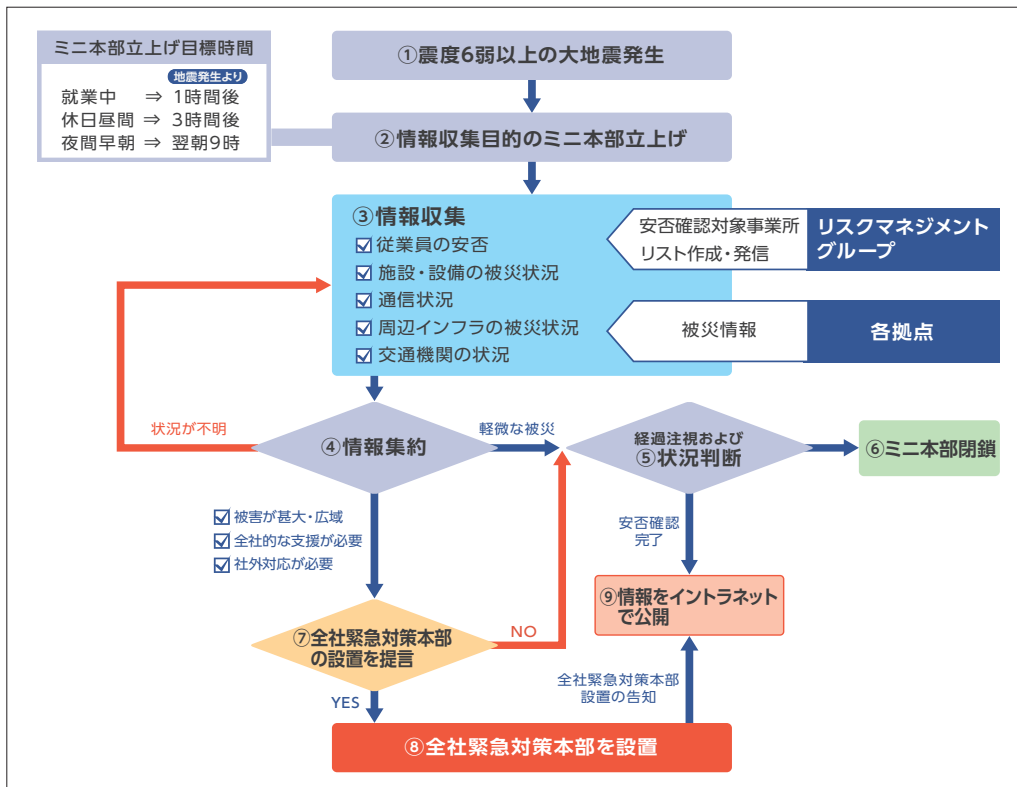 ミニ本部立上げ目標時間
地震発生より
就業中 ⇒ 1時間後
休日昼間 ⇒ 3時間後
夜間早朝 ⇒ 翌朝9時
①震度6弱以上の大地震発生
②情報収集目的のミニ本部立上げ
③情報収集
従業員の安否
施設・設備の被災状況
通信状況
周辺インフラの被災状況
交通機関の状況
安否確認対象事業所
リスト作成・発信
リスクマネジメント
グループ
被災情報
各拠点
状況が不明
④情報集約
軽微な被災
経過注視および
⑤状況判断
⑥ミニ本部閉鎖
被害が甚大・広域
全社的な支援が必要
社外対応が必要
安否確認
完了
⑨情報をイントラネット
で公開
⑦全社緊急対策本部
の設置を提言
NO
YES
全社緊急対策本部
設置の告知
⑧全社緊急対策本部を設置